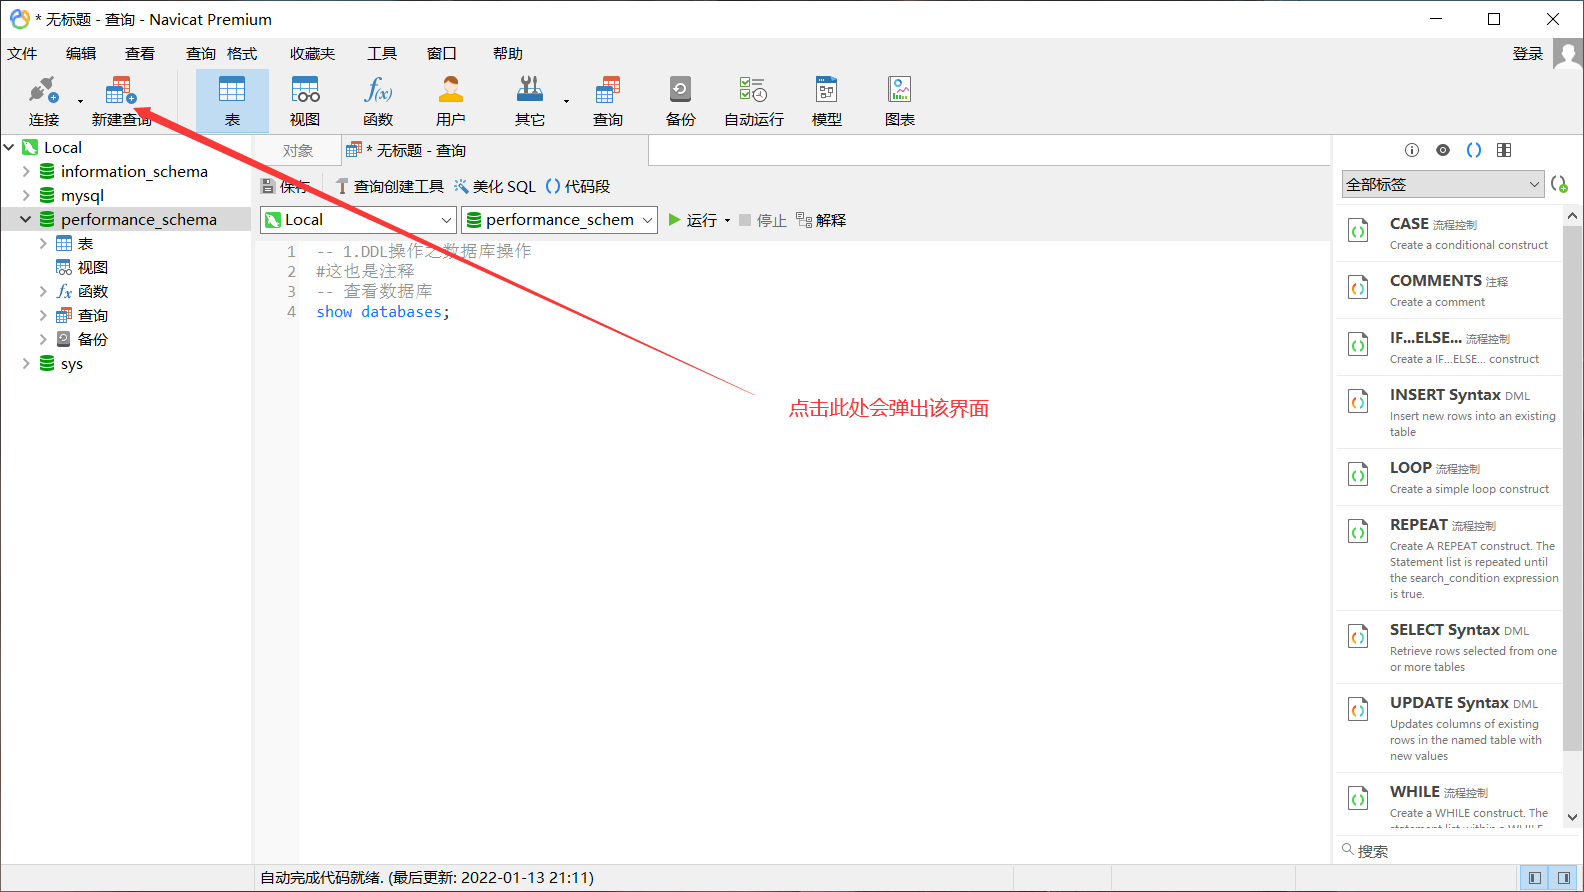 * 无标题 - 查询 - Navicat Premium
文件 编辑 查看 查询 格式 收藏夹 工具 窗口 帮助 登录
连接 新建查询 表 视图 函数 用户 其它 查询 备份 自动运行 模型 图表
Local
information_schema
mysql
performance_schema
表
视图
函数
查询
备份
sys
对象 * 无标题 - 查询
保存 查询创建工具 美化 SQL 代码段
Local performance_schem 运行 停止 解释
1 -- 1.DDL操作之数据库操作
2 #这也是注释
3 -- 查看数据库
4 show databases;
点击此处会弹出该界面
全部标签
CASE 流程控制
Create a conditional construct
COMMENTS 注释
Create a comment
IF...ELSE... 流程控制
Create a IF...ELSE... construct
INSERT Syntax DML
Insert new rows into an existing
table
LOOP 流程控制
Create a simple loop construct
REPEAT 流程控制
Create A REPEAT construct. The
Statement list is repeated until
the search_condition expression
is true.
SELECT Syntax DML
Retrieve rows selected from one
or more tables
UPDATE Syntax DML
Updates columns of existing
rows in the named table with
new values
WHILE 流程控制
Create a WHILE construct. The
statement list within a WHILE
搜索
自动完成代码就绪. (最后更新: 2022-01-13 21:11)